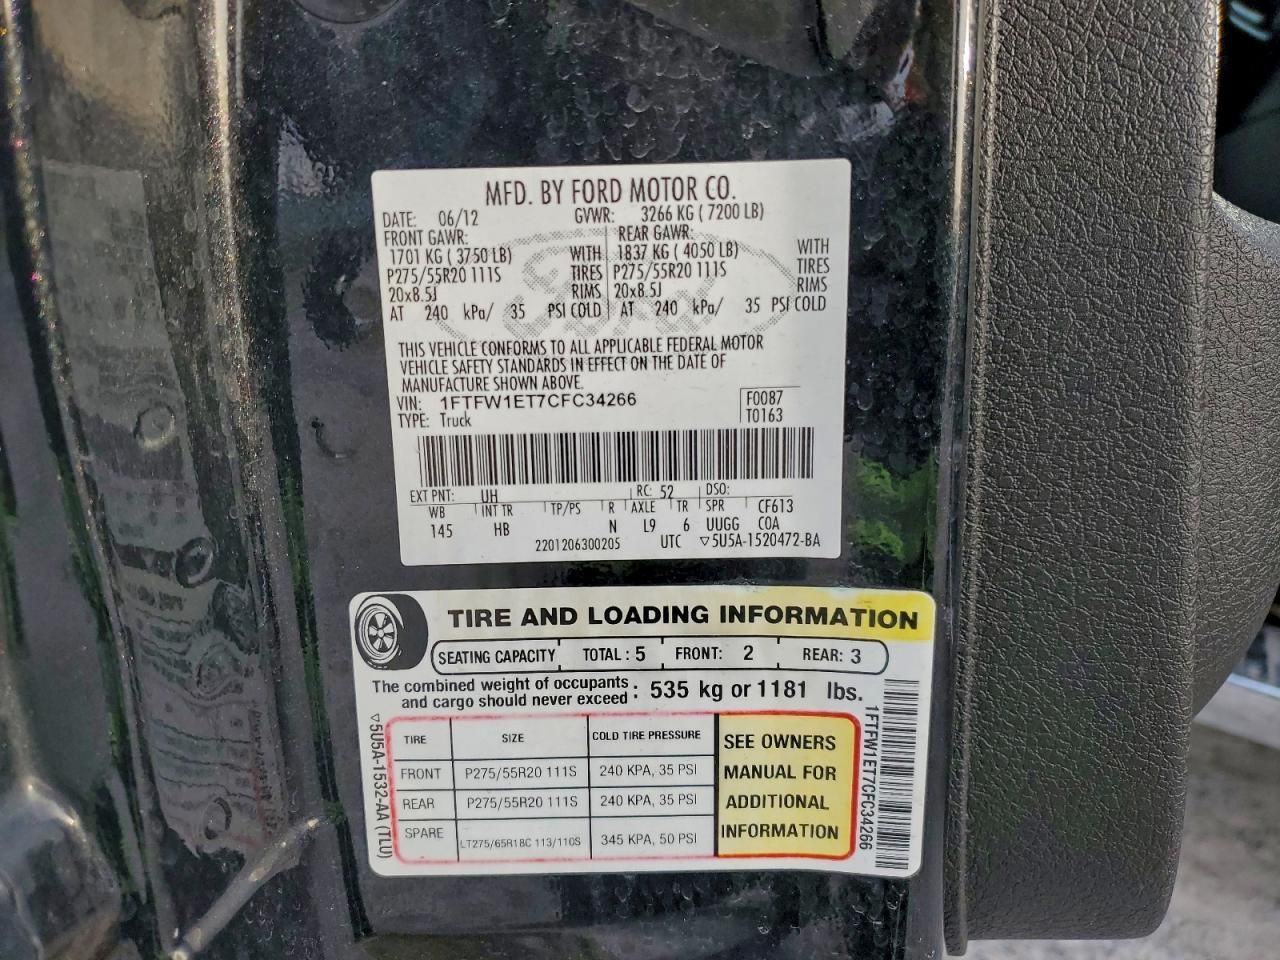 MFD. BY FORD MOTOR CO.
DATE: 06/12 GVWR: 3266 KG ( 7200 LB)
FRONT GAWR: REAR GAWR:
1701 KG ( 3750 LB) WITH 1837 KG ( 4050 LB) WITH
P275/55R20 111S TIRES P275/55R20 111S TIRES
20x8.5J RIMS 20x8.5J RIMS
AT 240 kPa/ 35 PSI COLD AT 240 kPa/ 35 PSI COLD
THIS VEHICLE CONFORMS TO ALL APPLICABLE FEDERAL MOTOR
VEHICLE SAFETY STANDARDS IN EFFECT ON THE DATE OF
MANUFACTURE SHOWN ABOVE.
VIN: 1FTFW1ET7CFC34266 F0087
TYPE: Truck T0163
EXT PNT: UH RC: 52 DSO:
WB INT TR TP/PS R AXLE TR SPR CF613
145 HB N L9 6 UUGG COA
2201206300205 UTC ▽5U5A-1520472-BA
TIRE AND LOADING INFORMATION
SEATING CAPACITY TOTAL : 5 FRONT: 2 REAR: 3
The combined weight of occupants
and cargo should never exceed : 535 kg or 1181 lbs.
TIRE SIZE COLD TIRE PRESSURE
FRONT P275/55R20 111S 240 KPA, 35 PSI
REAR P275/55R20 111S 240 KPA, 35 PSI
SPARE LT275/65R18C 113/110S 345 KPA, 50 PSI
SEE OWNERS
MANUAL FOR
ADDITIONAL
INFORMATION
▽5U5A-1532-AA (TLU)
1FTFW1ET7CFC34266